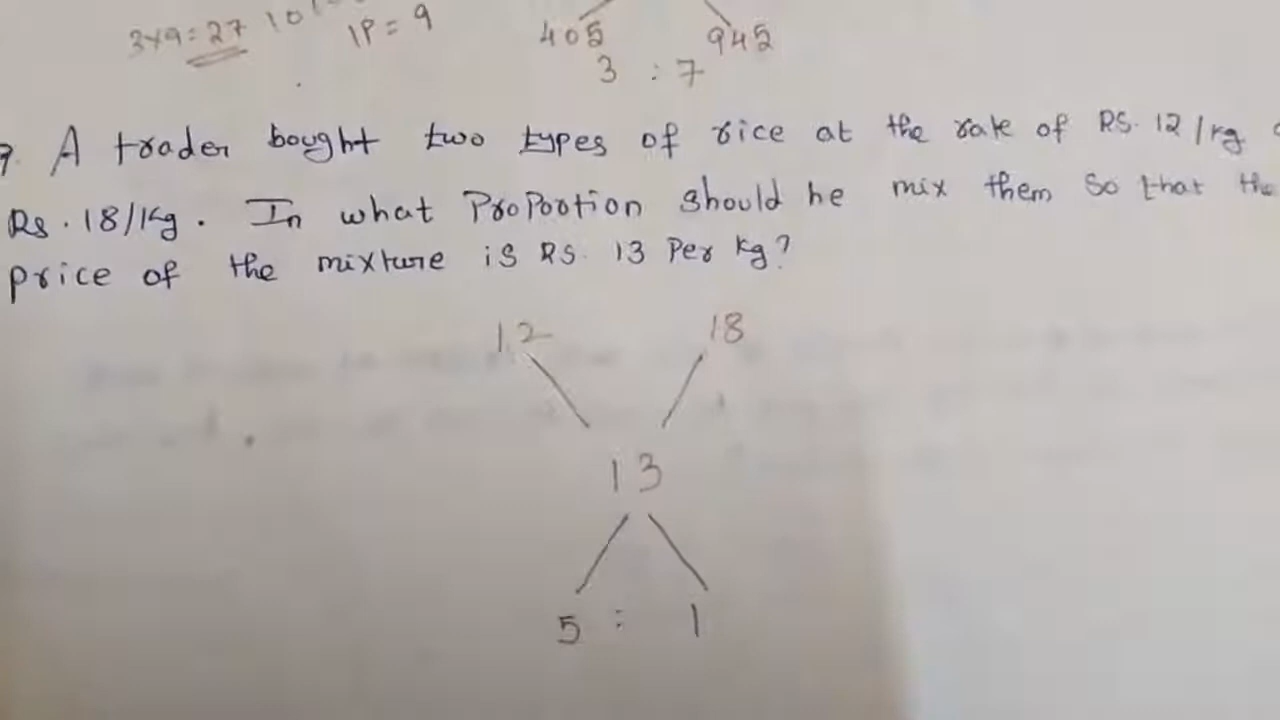 3×9=27 10 1P = 9 405 945
3 : 7
7. A trader bought two types of rice at the rate of RS. 12/kg
Rs. 18/kg. In what Proportion should he mix them so that the
price of the mixture is RS. 13 Per kg?
12 18
13
5 : 1